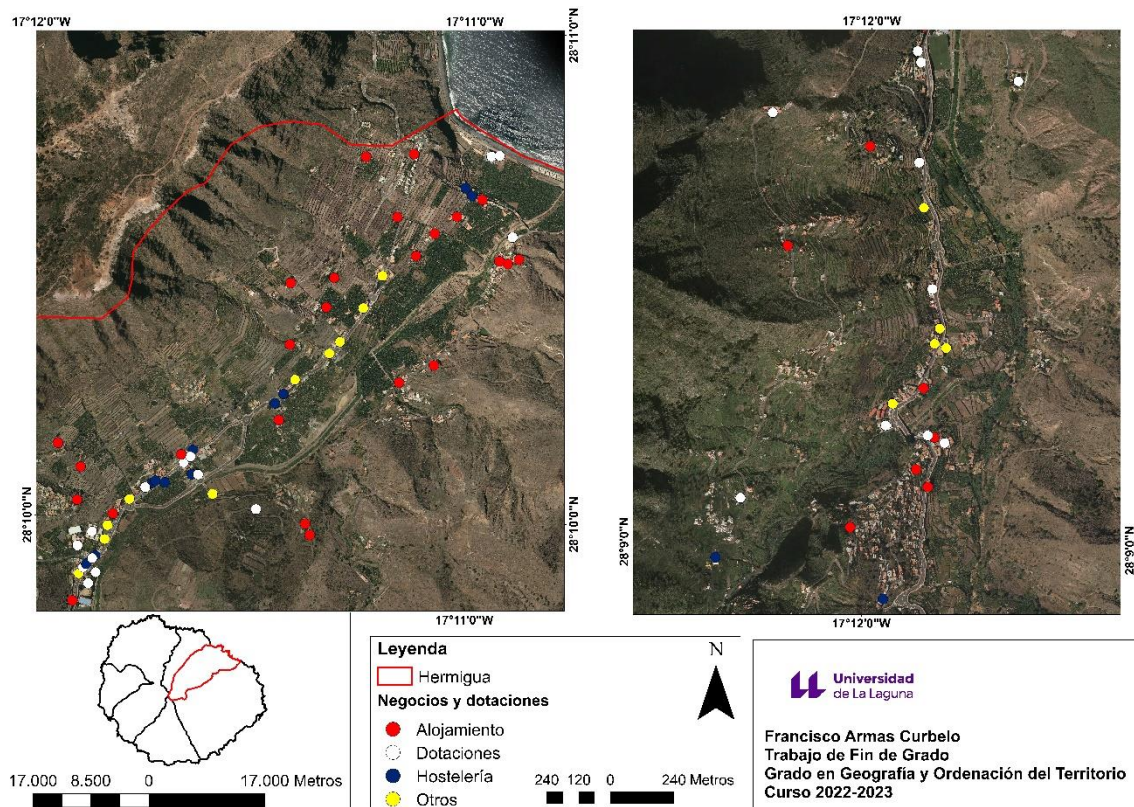 17°12'0"W
17°11'0"W
28°11'0"N
28°10'0"N
28°10'0"N
17°11'0"W
17°12'0"W
28°9'0"N
28°9'0"N
17°12'0"W
17.000 8.500 0 17.000 Metros
Leyenda
Hermigua
Negocios y dotaciones
Alojamiento
Dotaciones
Hostelería
Otros
N
240 120 0 240 Metros
Universidad
de La Laguna
Francisco Armas Curbelo
Trabajo de Fin de Grado
Grado en Geografía y Ordenación del Territorio
Curso 2022-2023